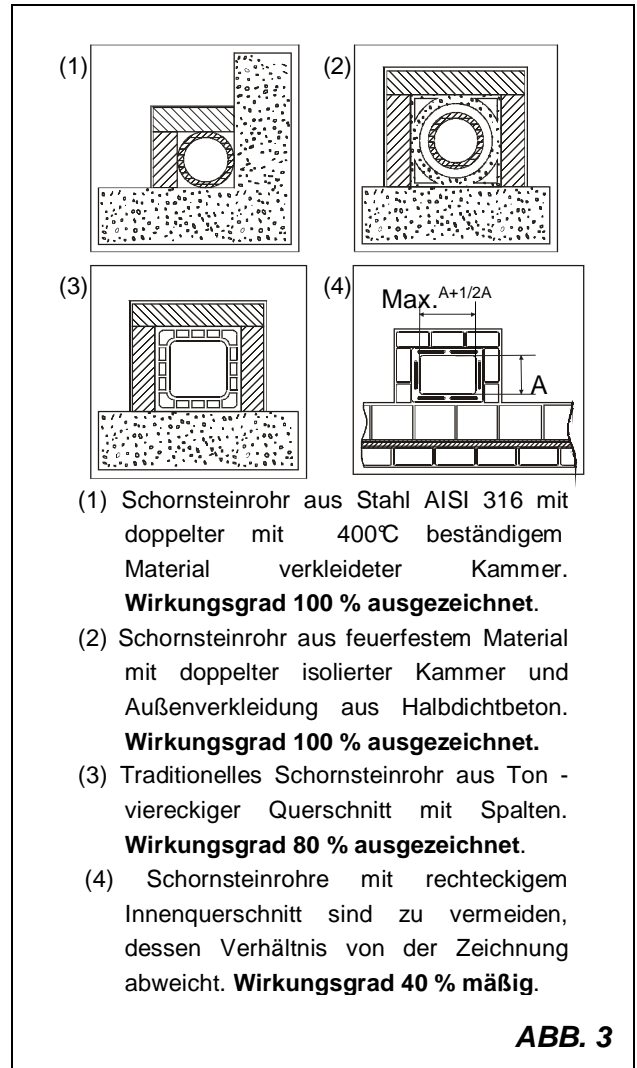 (1)
(2)
(3)
(4)
Max. A+1/2A
A
(1) Schornsteinrohr aus Stahl AISI 316 mit
doppelter mit 400℃ beständigem
Material verkleideter Kammer.
Wirkungsgrad 100 % ausgezeichnet.
(2) Schornsteinrohr aus feuerfestem Material
mit doppelter isolierter Kammer und
Außenverkleidung aus Halbdichtbeton.
Wirkungsgrad 100 % ausgezeichnet.
(3) Traditionelles Schornsteinrohr aus Ton -
viereckiger Querschnitt mit Spalten.
Wirkungsgrad 80 % ausgezeichnet.
(4) Schornsteinrohre mit rechteckigem
Innenquerschnitt sind zu vermeiden,
dessen Verhältnis von der Zeichnung
abweicht. Wirkungsgrad 40 % mäßig.
ABB. 3